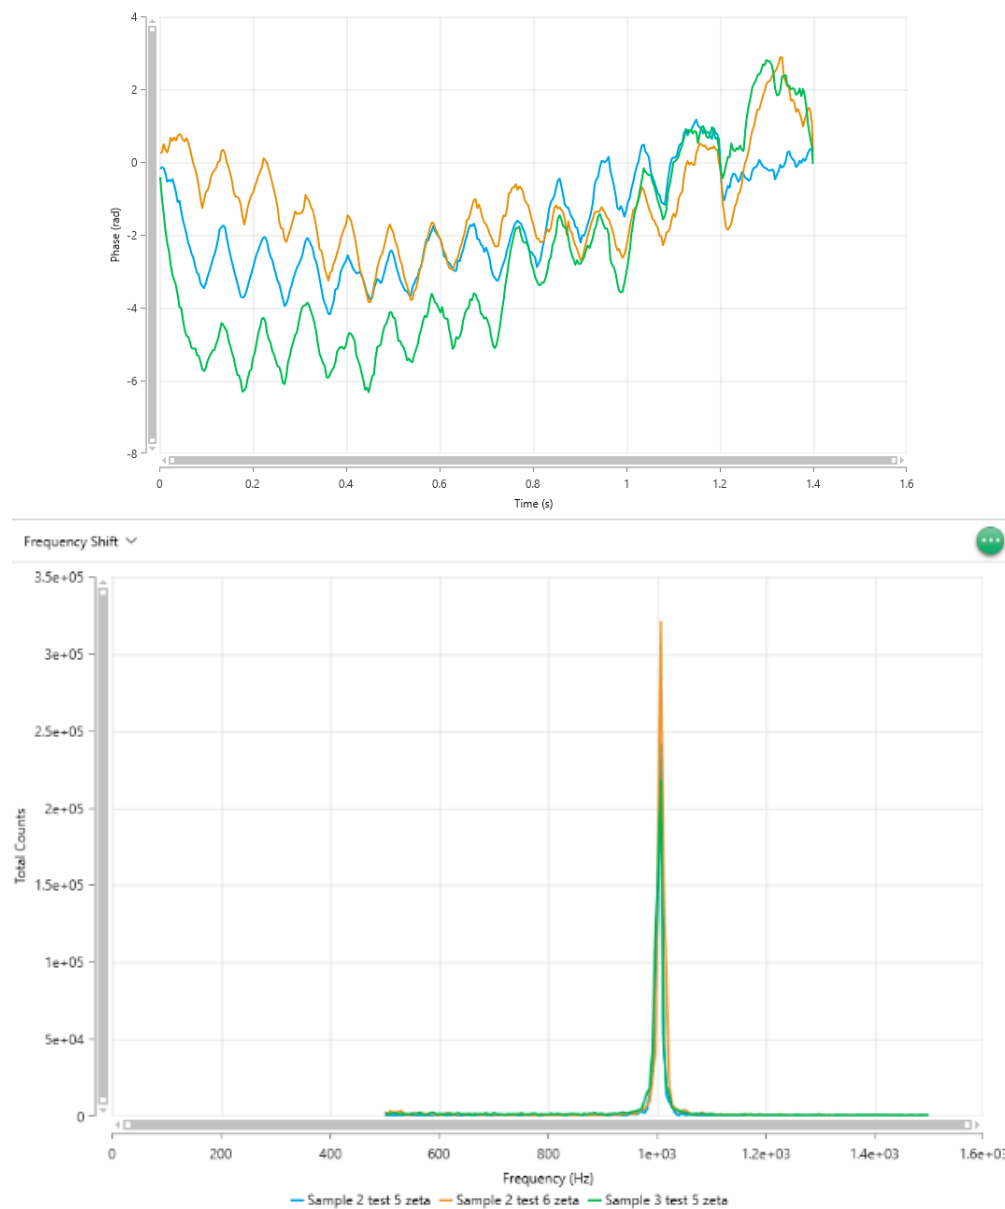 4
2
0
-2
-4
-6
-8
Phase (rad)
0 0.2 0.4 0.6 0.8 1 1.2 1.4 1.6
Time (s)
Frequency Shift
3.5e+05
3e+05
2.5e+05
2e+05
1.5e+05
1e+05
5e+04
0
Total Counts
0 200 400 600 800 1e+03 1.2e+03 1.4e+03 1.6e+03
Frequency (Hz)
Sample 2 test 5 zeta Sample 2 test 6 zeta Sample 3 test 5 zeta